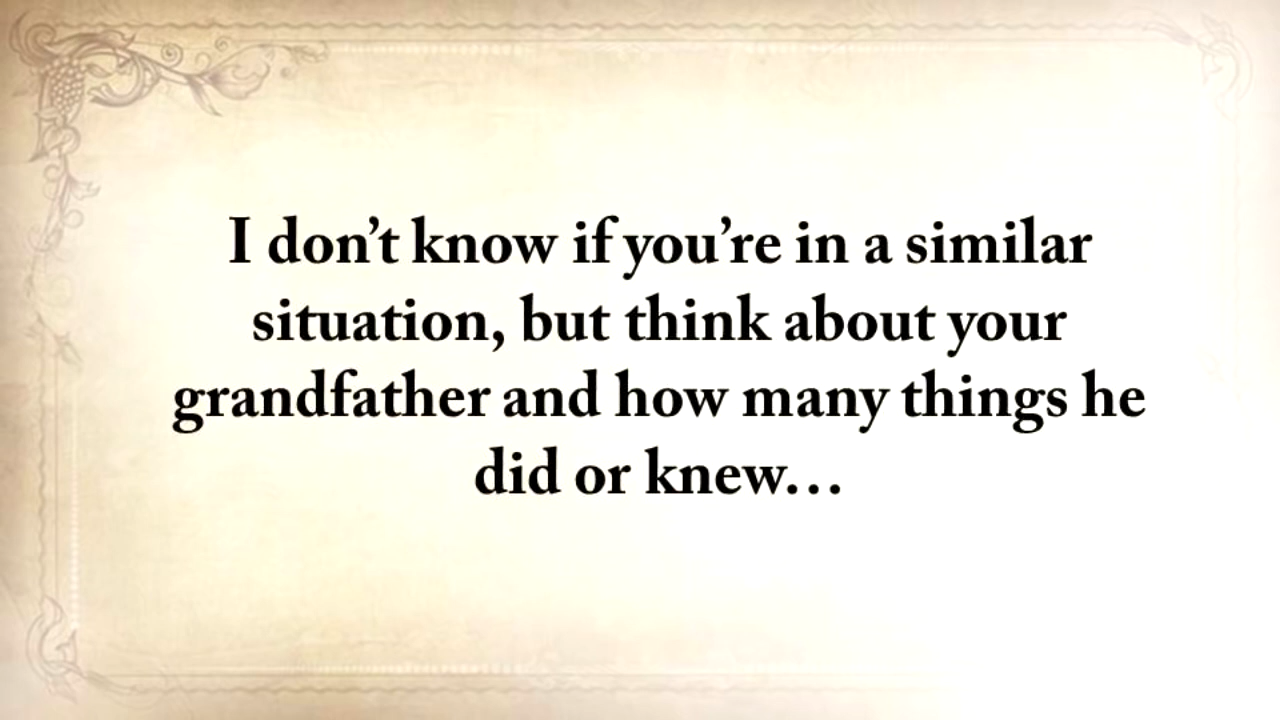 I don’t know if you’re in a similar
situation, but think about your
grandfather and how many things he
did or knew…